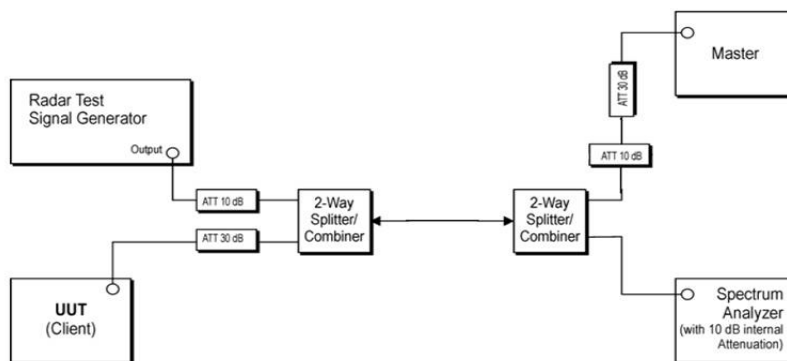 Radar Test
Signal Generator
Output
ATT 10 dB
ATT 30 dB
UUT
(Client)
2-Way
Splitter/
Combiner
2-Way
Splitter/
Combiner
ATT 30 dB
ATT 10 dB
Master
Spectrum
Analyzer
(with 10 dB internal
Attenuation)